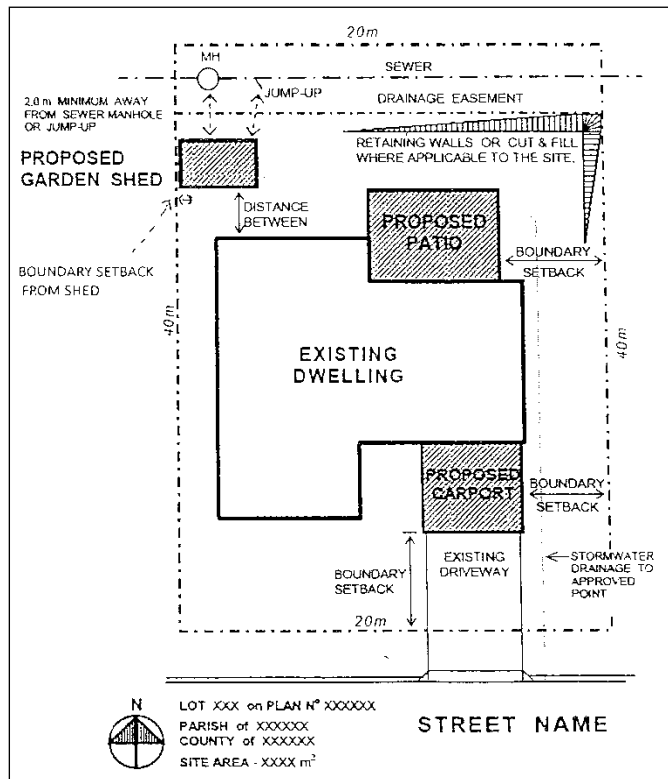 20m
MH
SEWER
JUMP-UP
2.0 m MINIMUM AWAY
FROM SEWER MANHOLE
OR JUMP-UP
DRAINAGE EASEMENT
RETAINING WALLS OR CUT & FILL
WHERE APPLICABLE TO THE SITE.
PROPOSED
GARDEN SHED
DISTANCE
BETWEEN
PROPOSED
PATIO
BOUNDARY
SETBACK
BOUNDARY SETBACK
FROM SHED
40m
40m
EXISTING
DWELLING
PROPOSED
CARPORT
BOUNDARY
SETBACK
BOUNDARY
SETBACK
EXISTING
DRIVEWAY
STORMWATER
DRAINAGE TO
APPROVED
POINT
20m
N
LOT XXX on PLAN Nº XXXXXX
PARISH of XXXXXX
COUNTY of XXXXXX
SITE AREA - XXXX m²
STREET NAME